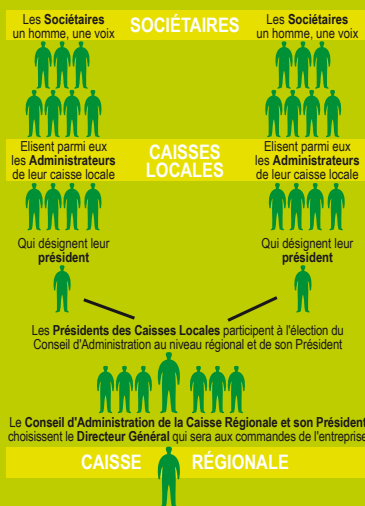 Les Sociétaires
un homme, une voix
SOCIÉTAIRES
Les Sociétaires
un homme, une voix
Elisent parmi eux
les Administrateurs
de leur caisse locale
CAISSES
LOCALES
Elisent parmi eux
les Administrateurs
de leur caisse locale
Qui désignent leur
président
Qui désignent leur
président
Les Présidents des Caisses Locales participent à l'élection du
Conseil d'Administration au niveau régional et de son Président
Le Conseil d'Administration de la Caisse Régionale et son Président
choisissent le Directeur Général qui sera aux commandes de l'entreprise
CAISSE RÉGIONALE